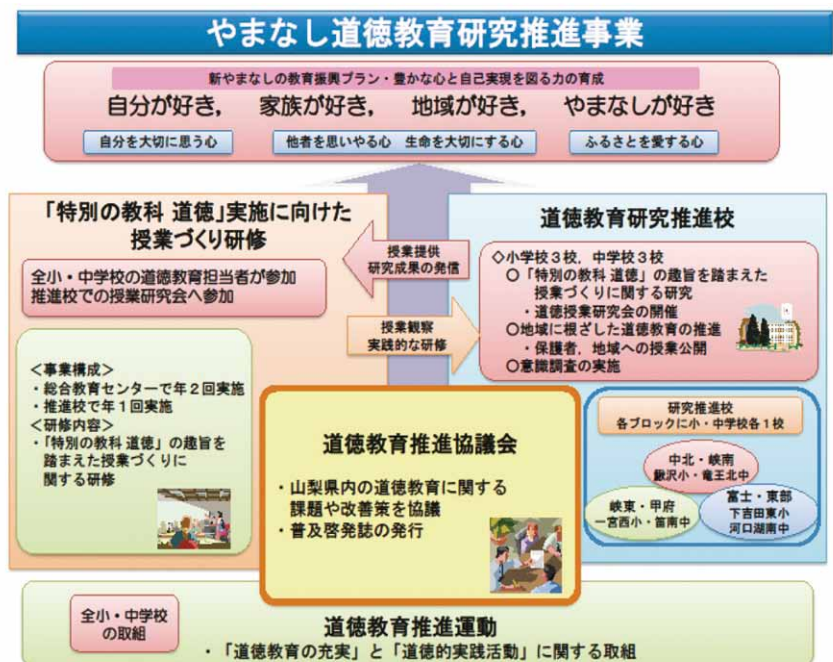 やまなし道徳教育研究推進事業
新やまなしの教育振興プラン・豊かな心と自己実現を図る力の育成
自分が好き, 家族が好き, 地域が好き, やまなしが好き
自分を大切に思う心 他者を思いやる心 生命を大切にする心 ふるさとを愛する心
「特別の教科 道徳」実施に向けた
授業づくり研修
全小・中学校の道徳教育担当者が参加
推進校での授業研究会へ参加
<事業構成>
・総合教育センターで年2回実施
・推進校で年1回実施
<研修内容>
・「特別の教科 道徳」の趣旨を
踏まえた授業づくりに
関する研修
授業提供
研究成果の発信
授業観察
実践的な研修
道徳教育研究推進校
◇小学校3校, 中学校3校
○「特別の教科 道徳」の趣旨を踏まえた
授業づくりに関する研究
・道徳授業研究会の開催
○地域に根ざした道徳教育の推進
・保護者, 地域への授業公開
○意識調査の実施
研究推進校
各ブロックに小・中学校各1校
中北・峡南
鰍沢小・竜王北中
峡東・甲府
一宮西小・笛南中
富士・東部
下吉田東小
河口湖南中
道徳教育推進協議会
・山梨県内の道徳教育に関する
課題や改善策を協議
・普及啓発誌の発行
全小・中学校
の取組
道徳教育推進運動
・「道徳教育の充実」と「道徳的実践活動」に関する取組